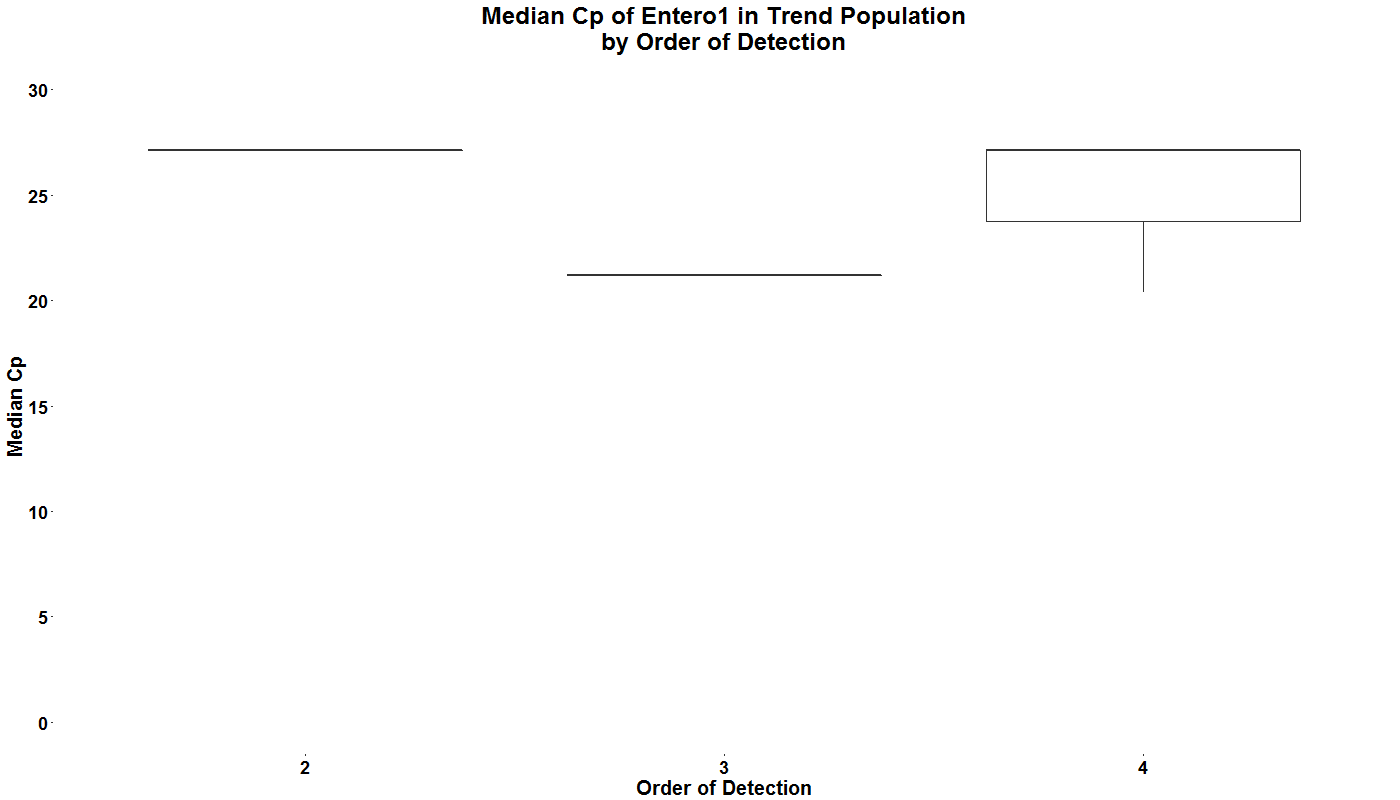 Median Cp of Entero1 in Trend Population
by Order of Detection
Median Cp
30
25
20
15
10
5
0
2
3
4
Order of Detection